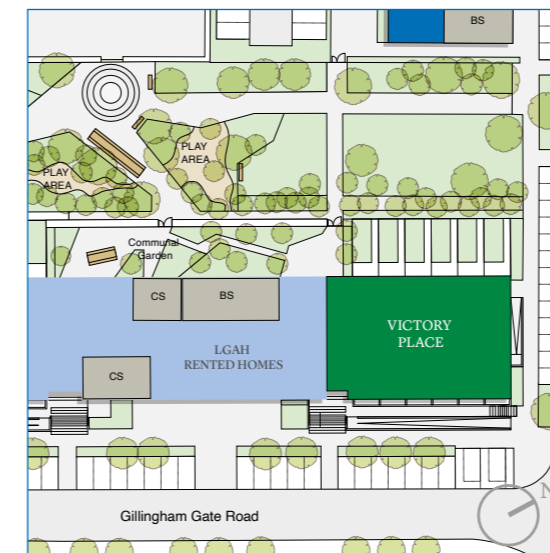 BS
PLAY
AREA
PLAY
AREA
Communal
Garden
CS
BS
VICTORY
PLACE
LGAH
RENTED HOMES
CS
Gillingham Gate Road
N